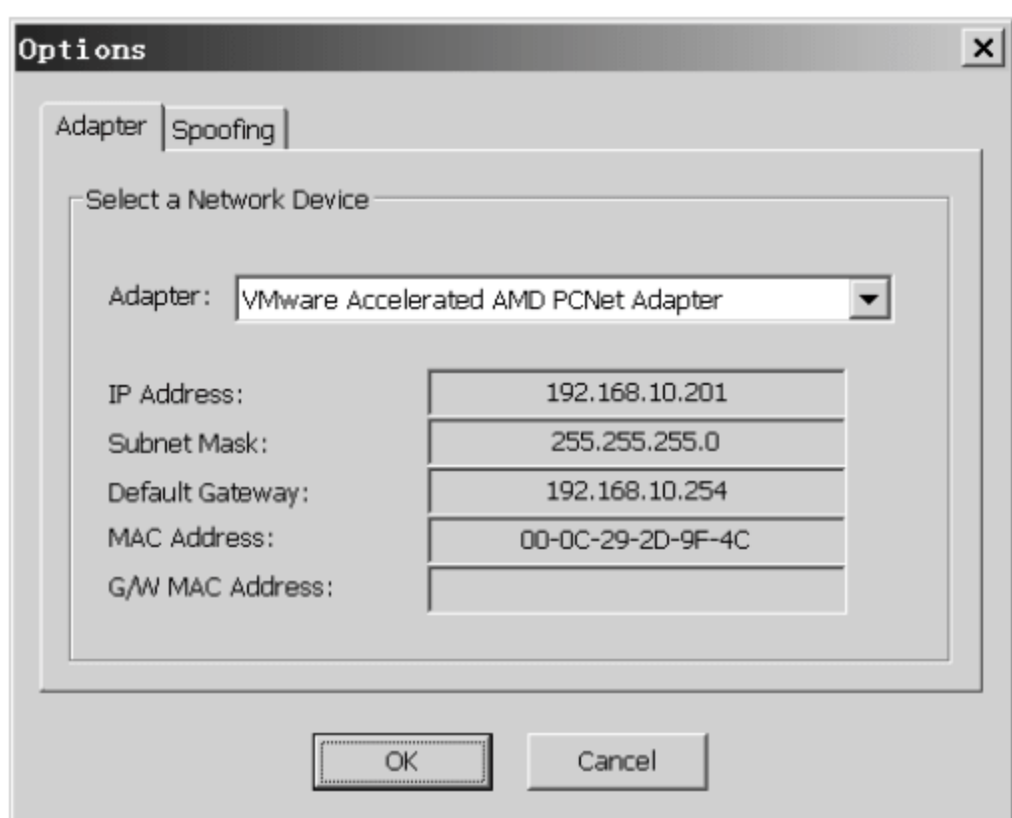 Options
Adapter Spoofing
Select a Network Device
Adapter: VMware Accelerated AMD PCNet Adapter
IP Address: 192.168.10.201
Subnet Mask: 255.255.255.0
Default Gateway: 192.168.10.254
MAC Address: 00-0C-29-2D-9F-4C
G/W MAC Address:
OK Cancel